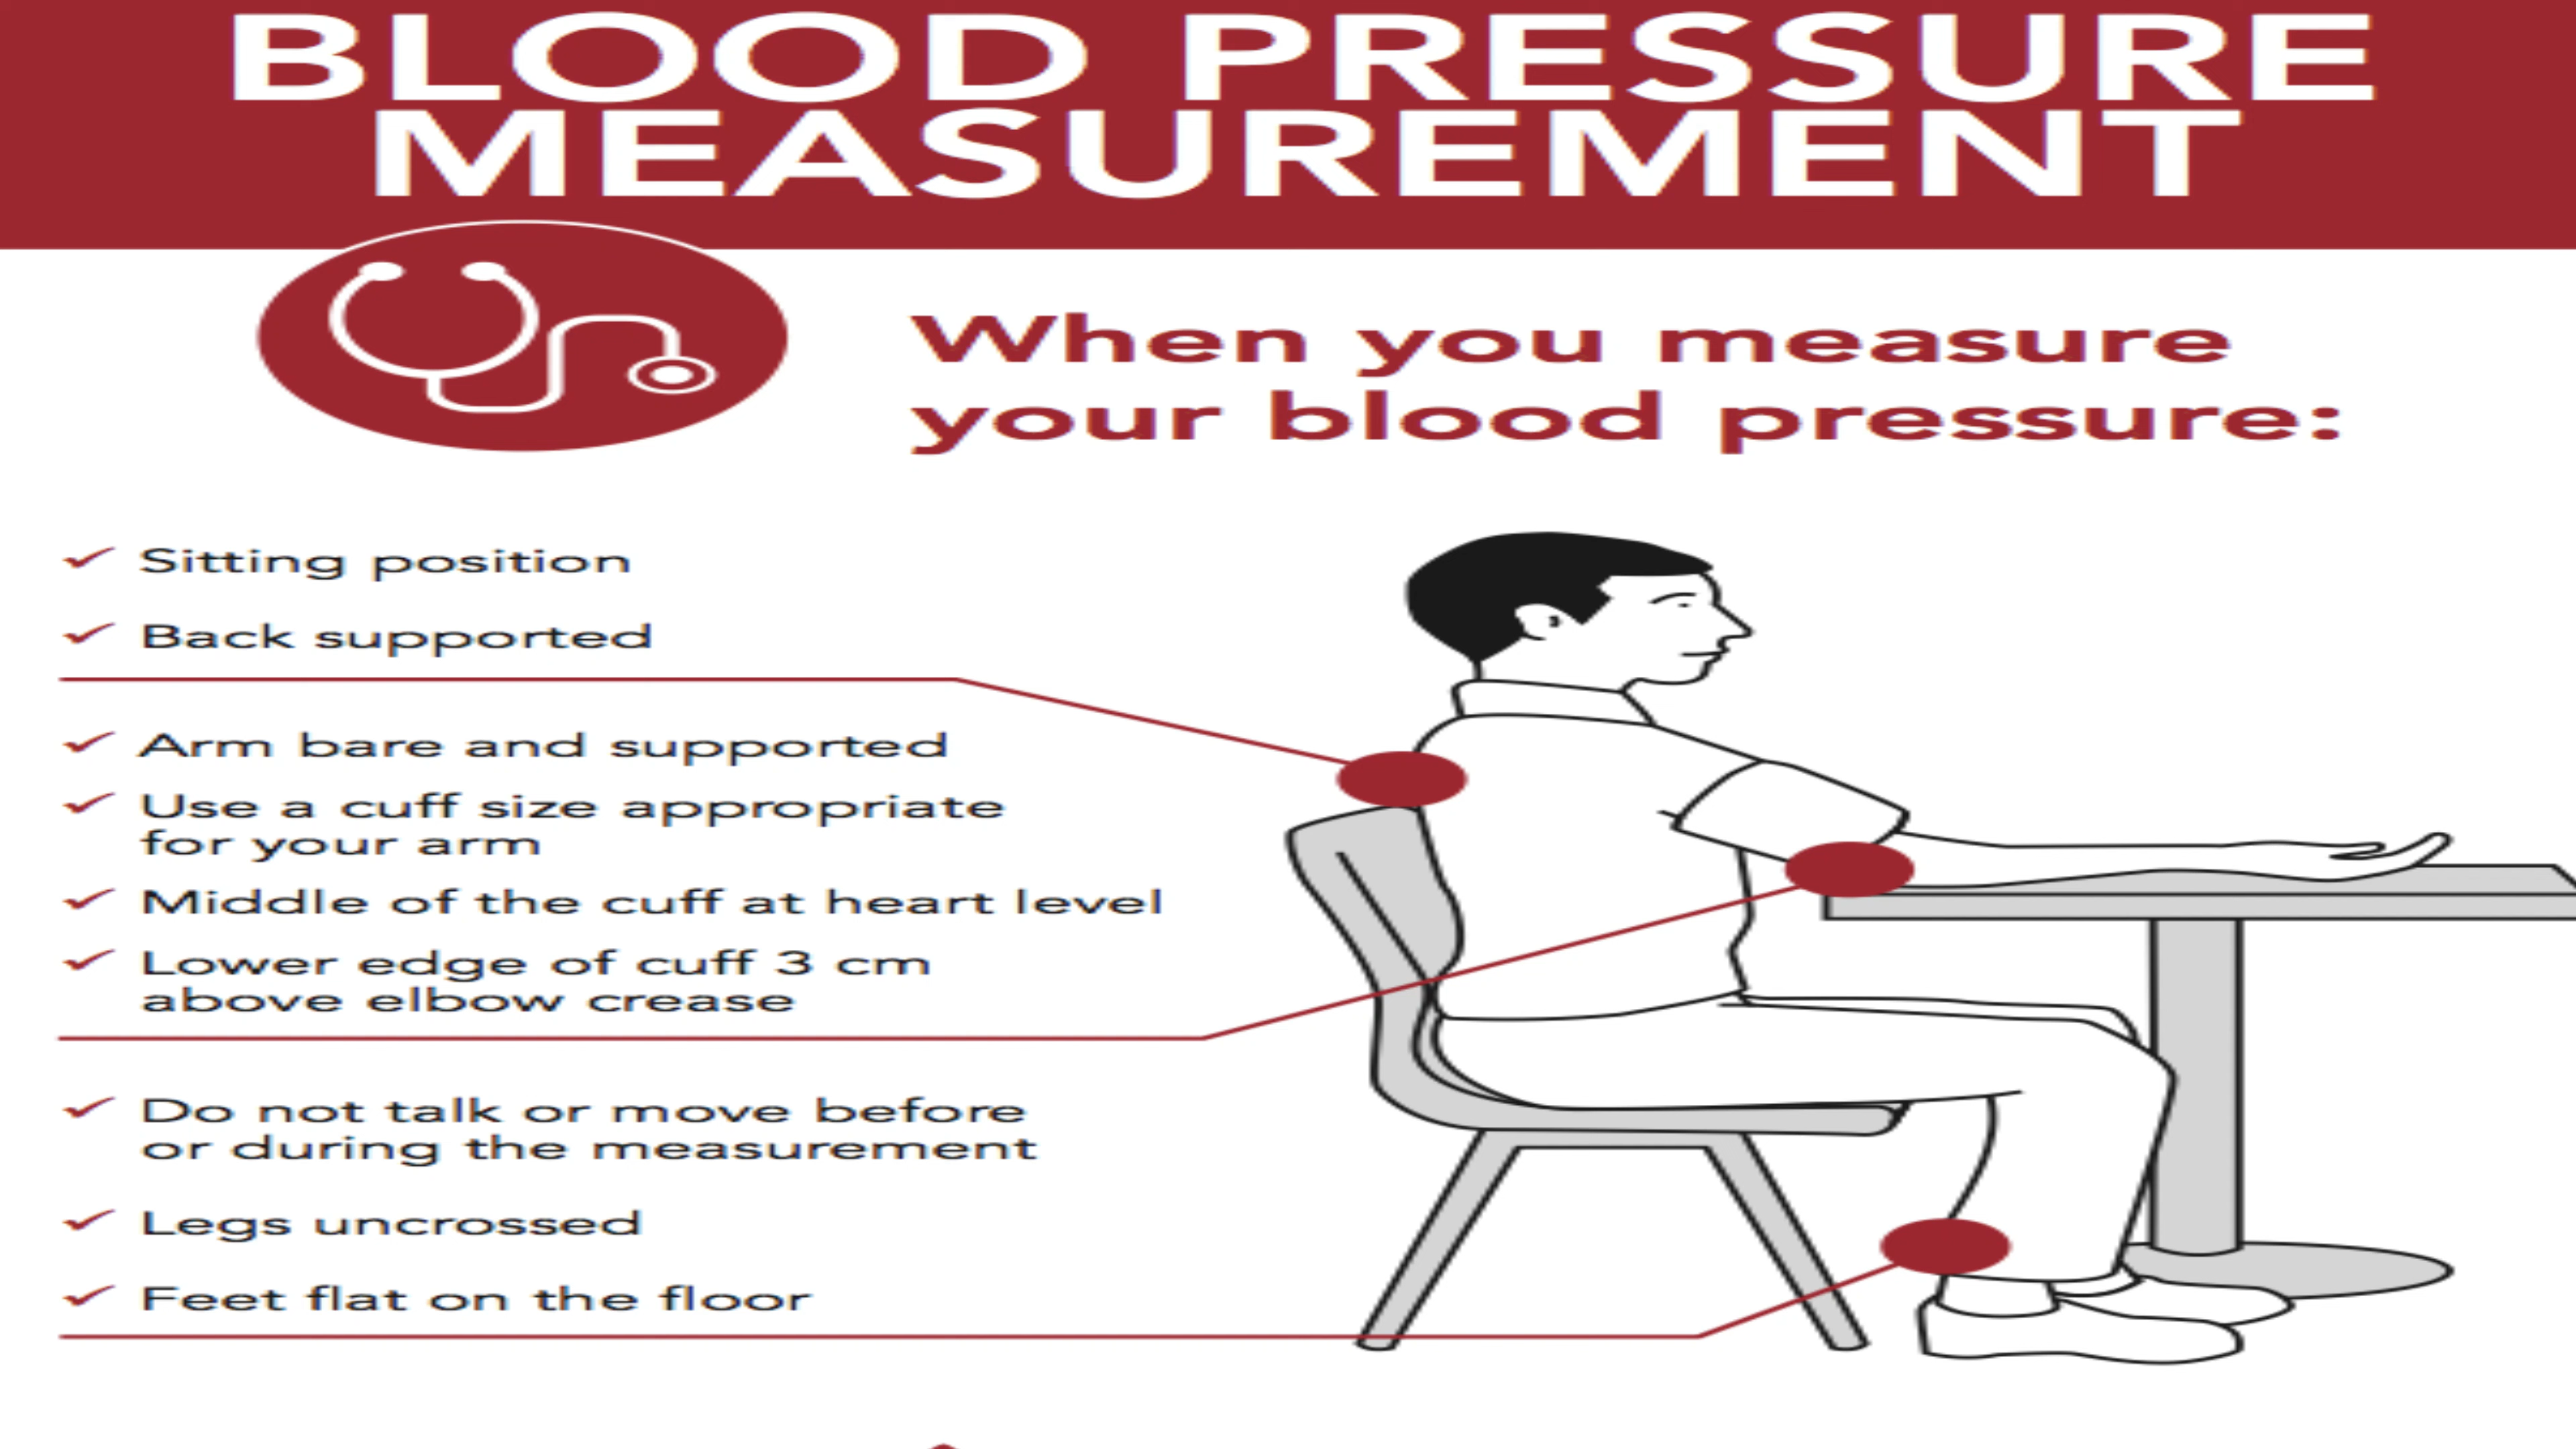 BLOOD PRESSURE
MEASUREMENT
When you measure
your blood pressure:
Sitting position
Back supported
Arm bare and supported
Use a cuff size appropriate
for your arm
Middle of the cuff at heart level
Lower edge of cuff 3 cm
above elbow crease
Do not talk or move before
or during the measurement
Legs uncrossed
Feet flat on the floor